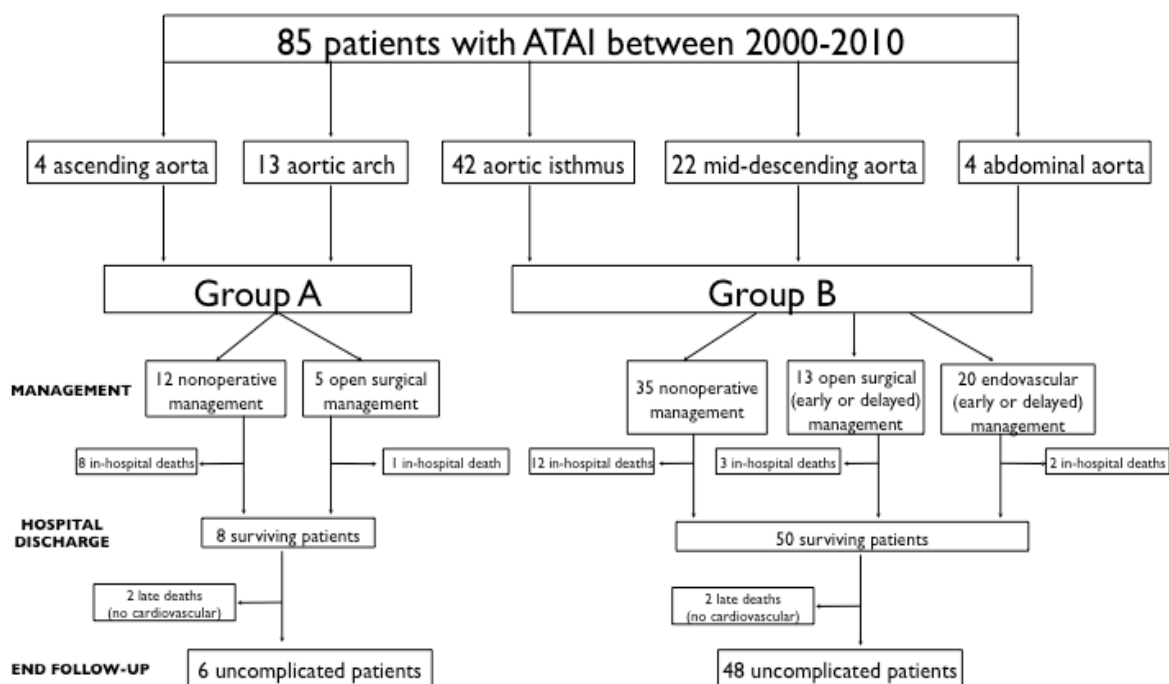 85 patients with ATAI between 2000-2010
4 ascending aorta
13 aortic arch
42 aortic isthmus
22 mid-descending aorta
4 abdominal aorta
Group A
Group B
MANAGEMENT
12 nonoperative
management
5 open surgical
management
35 nonoperative
management
13 open surgical
(early or delayed)
management
20 endovascular
(early or delayed)
management
8 in-hospital deaths
1 in-hospital death
12 in-hospital deaths
3 in-hospital deaths
2 in-hospital deaths
HOSPITAL
DISCHARGE
8 surviving patients
50 surviving patients
2 late deaths
(no cardiovascular)
2 late deaths
(no cardiovascular)
END FOLLOW-UP
6 uncomplicated patients
48 uncomplicated patients